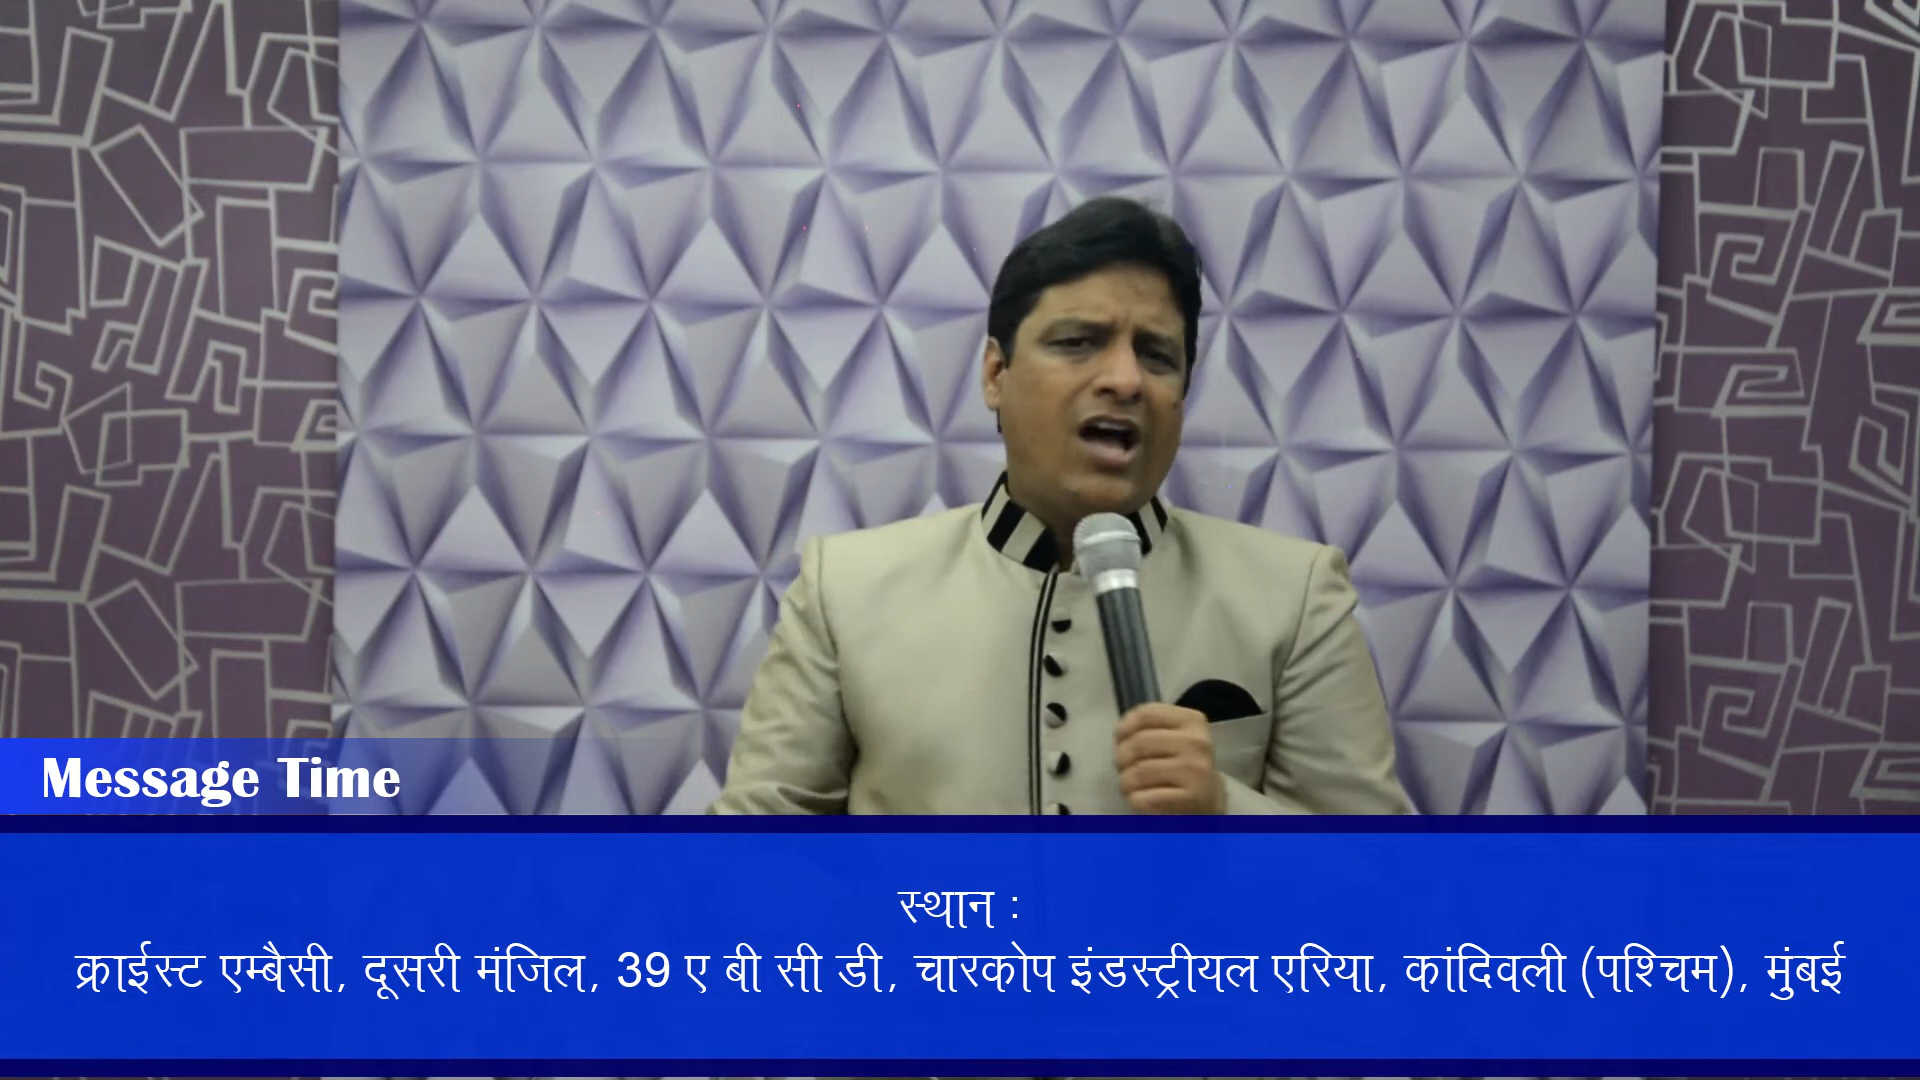 Message Time
स्थान :
क्राईस्ट एम्बैसी, दूसरी मंजिल, 39 ए बी सी डी, चारकोप इंडस्ट्रीयल एरिया, कांदिवली (पश्चिम), मुंबई